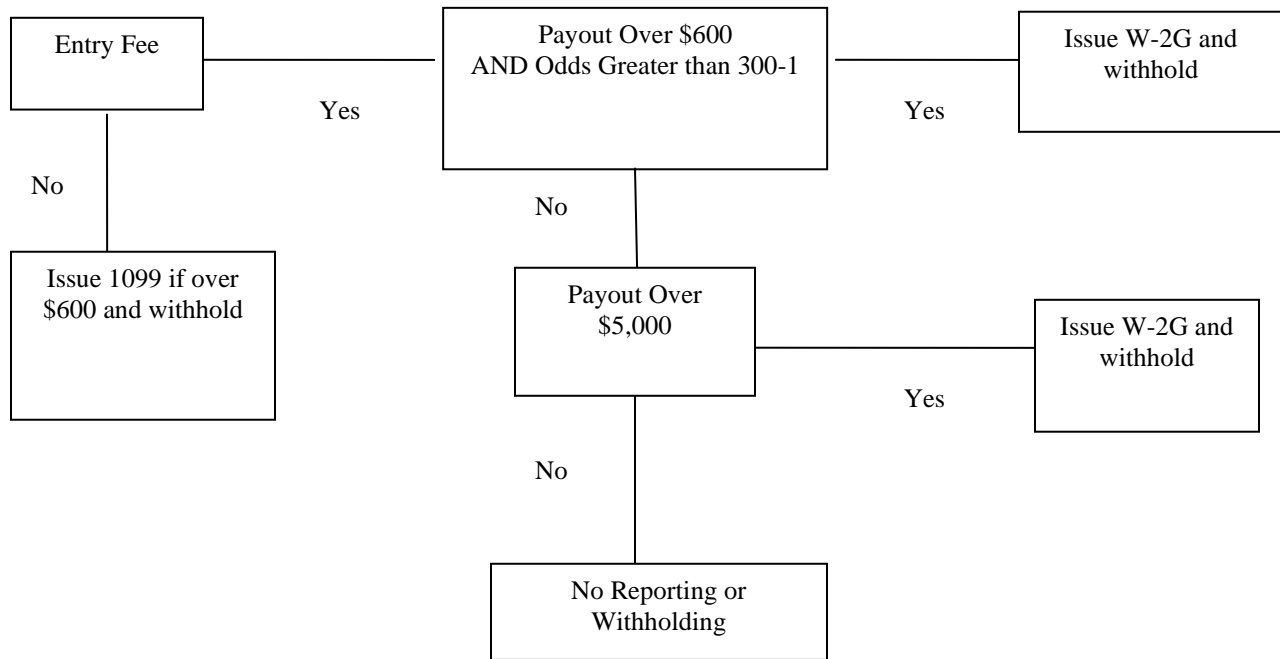 Entry Fee
Payout Over $600
AND Odds Greater than 300-1
Issue W-2G and
withhold
Yes
Yes
No
No
Issue 1099 if over
$600 and withhold
Payout Over
$5,000
Issue W-2G and
withhold
Yes
No
No Reporting or
Withholding